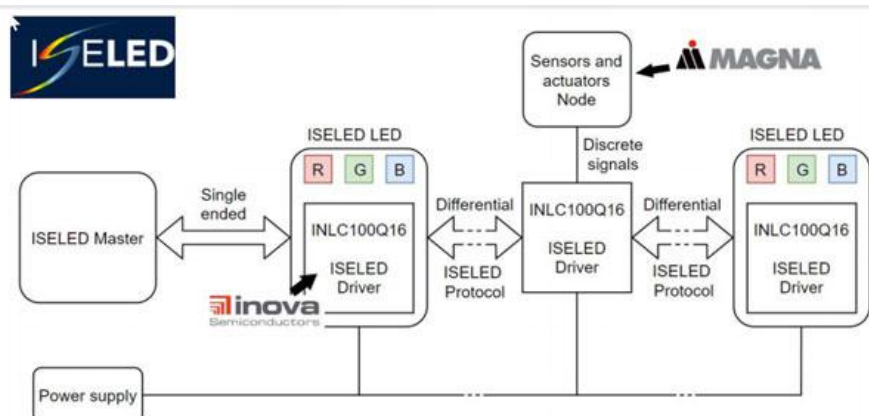 ISELED
Sensors and
actuators
Node
MAGNA
ISELED LED
R G B
Discrete
signals
ISELED LED
R G B
ISELED Master
Single
ended
INLC100Q16
ISELED
Driver
Differential
ISELED
Protocol
INLC100Q16
ISELED
Driver
Differential
ISELED
Protocol
INLC100Q16
ISELED
Driver
inova
Semiconductors
Power supply